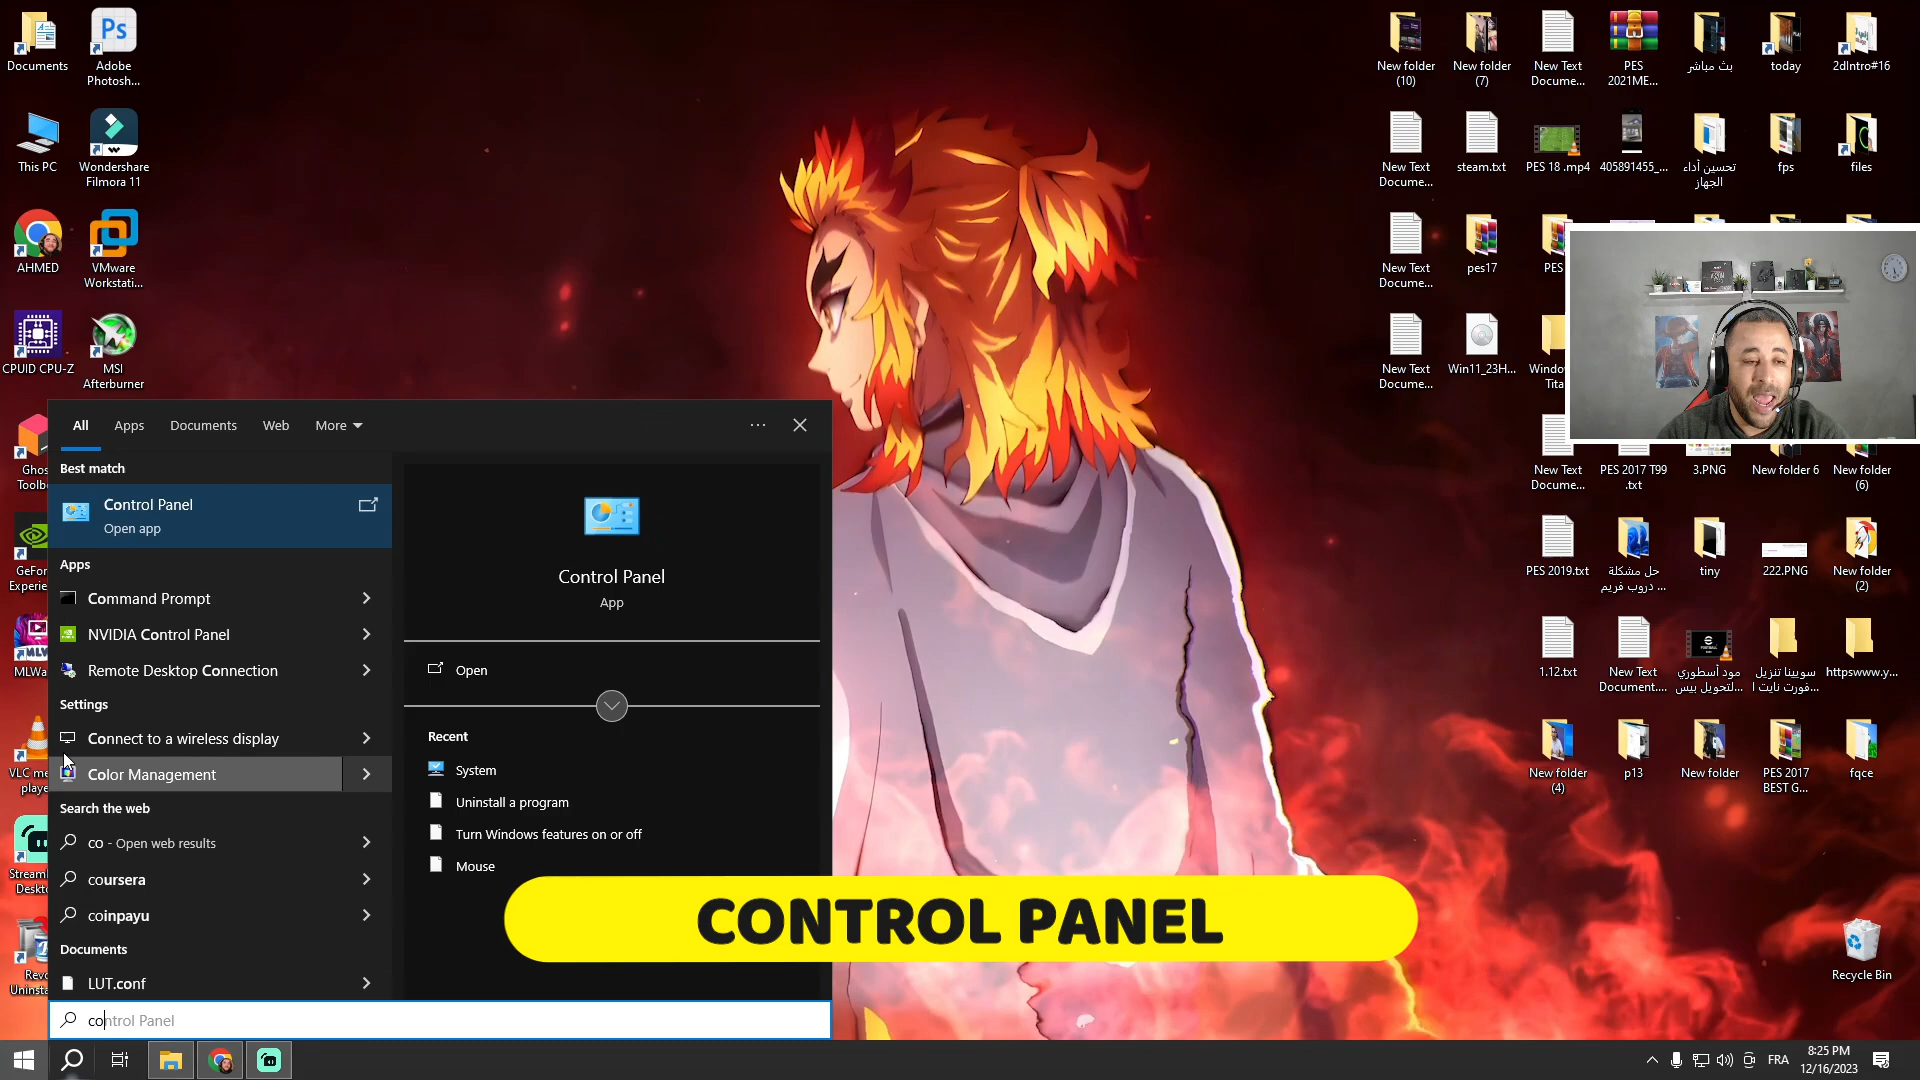 Documents
Adobe
Photosh...
This PC
Wondershare
Filmora 11
AHMED
VMware
Workstati...
CPUID CPU-Z
MSI
Afterburner
New folder
(10)
New folder
(7)
New Text
Docume...
PES
2021ME...
بث مباشر
today
2dIntro#16
New Text
Docume...
steam.txt
PES 18 .mp4
405891455_...
تحسين أداء
الجهاز
fps
files
New Text
Docume...
pes17
PES
New Text
Docume...
Win11_23H...
New Text
Docume...
PES 2017 T99
.txt
3.PNG
New folder 6
New folder
(6)
PES 2019.txt
حل مشكلة
دروب فريم ...
tiny
222.PNG
New folder
(2)
1.12.txt
New Text
Document....
مود أسطوري
لتحويل بيس...
سويينا تنزيل
فورت نايت ا...
httpswww.y...
New folder
(4)
p13
New folder
PES 2017
BEST G...
fqce
Recycle Bin
All
Apps
Documents
Web
More
Best match
Control Panel
Open app
Apps
Command Prompt
NVIDIA Control Panel
Remote Desktop Connection
Settings
Connect to a wireless display
Color Management
Search the web
co - Open web results
coursera
coinpayu
Documents
LUT.conf
control Panel
Control Panel
App
Open
Recent
System
Uninstall a program
Turn Windows features on or off
Mouse
CONTROL PANEL
FRA
8:25 PM
12/16/2023